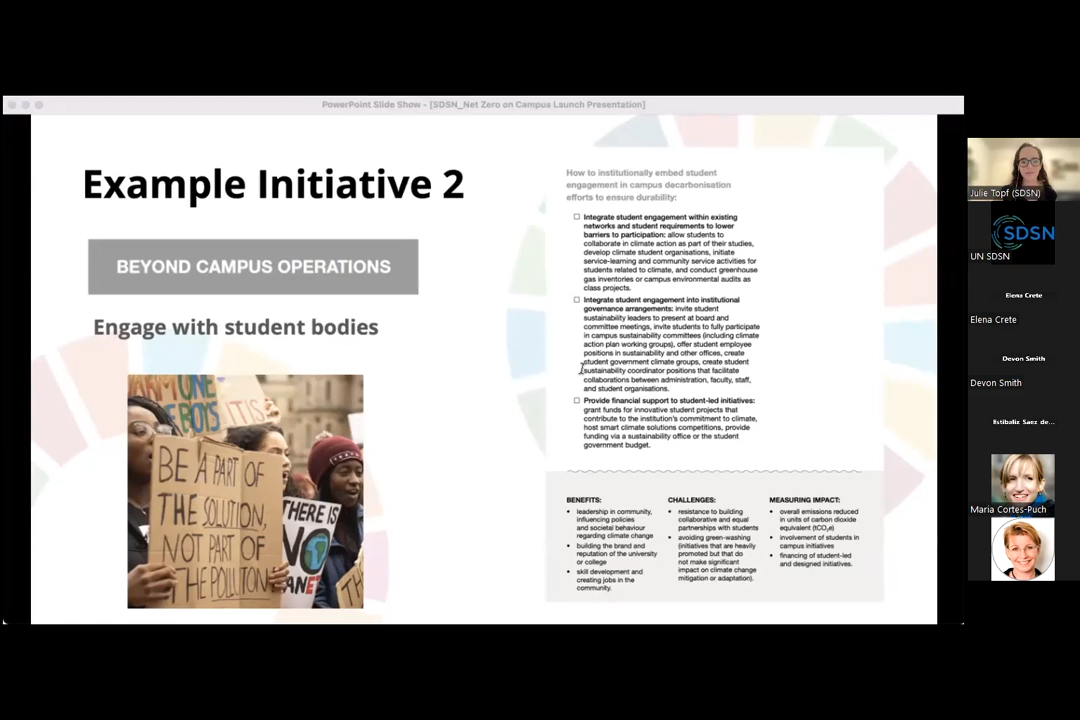 PowerPoint Slide Show - [SDSN_Net Zero on Campus Launch Presentation]
Example Initiative 2
BEYOND CAMPUS OPERATIONS
Engage with student bodies
BE A PART OF
THE SOLUTION,
NOT PART OF
THE POLLUTION
THERE IS
NO
How to institutionally embed student
engagement in campus decarbonisation
efforts to ensure durability:
Integrate student engagement within existing
networks and student requirements to lower
barriers to participation: allow students to
collaborate in climate action as part of their studies,
develop climate student organisations, initiate
service-learning and community service activities for
students related to climate, and conduct greenhouse
gas inventories or campus environmental audits as
class projects.
Integrate student engagement into institutional
governance arrangements: invite student
sustainability leaders to present at board and
committee meetings, invite students to fully participate
in campus sustainability committees (including climate
action plan working groups), offer student employee
positions in sustainability and other offices, create
student government climate groups, create student
sustainability coordinator positions that facilitate
collaborations between administration, faculty, staff,
and student organisations.
Provide financial support to student-led initiatives:
grant funds for innovative student projects that
contribute to the institution's commitment to climate,
host smart climate solutions competitions, provide
funding via a sustainability office or the student
government budget.
BENEFITS:
• leadership in community,
influencing policies
and societal behaviour
regarding climate change
• building the brand and
reputation of the university
or college
• skill development and
creating jobs in the
community.
CHALLENGES:
• resistance to building
collaborative and equal
partnerships with students
• avoiding green-washing
(initiatives that are heavily
promoted but that do
not make significant
impact on climate change
mitigation or adaptation).
MEASURING IMPACT:
• overall emissions reduced
in units of carbon dioxide
equivalent (tCO₂e)
• involvement of students in
campus initiatives
• financing of student-led
and designed initiatives.
Julie Topf (SDSN)
SDSN
UN SDSN
Elena Crete
Elena Crete
Devon Smith
Devon Smith
Estibaliz Saez de...
Maria Cortes-Puch